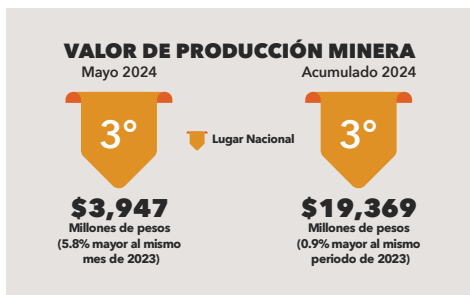 VALOR DE PRODUCCIÓN MINERA
Mayo 2024
Acumulado 2024
3°
Lugar Nacional
3°
$3,947
Millones de pesos
(5.8% mayor al mismo
mes de 2023)
$19,369
Millones de pesos
(0.9% mayor al mismo
periodo de 2023)